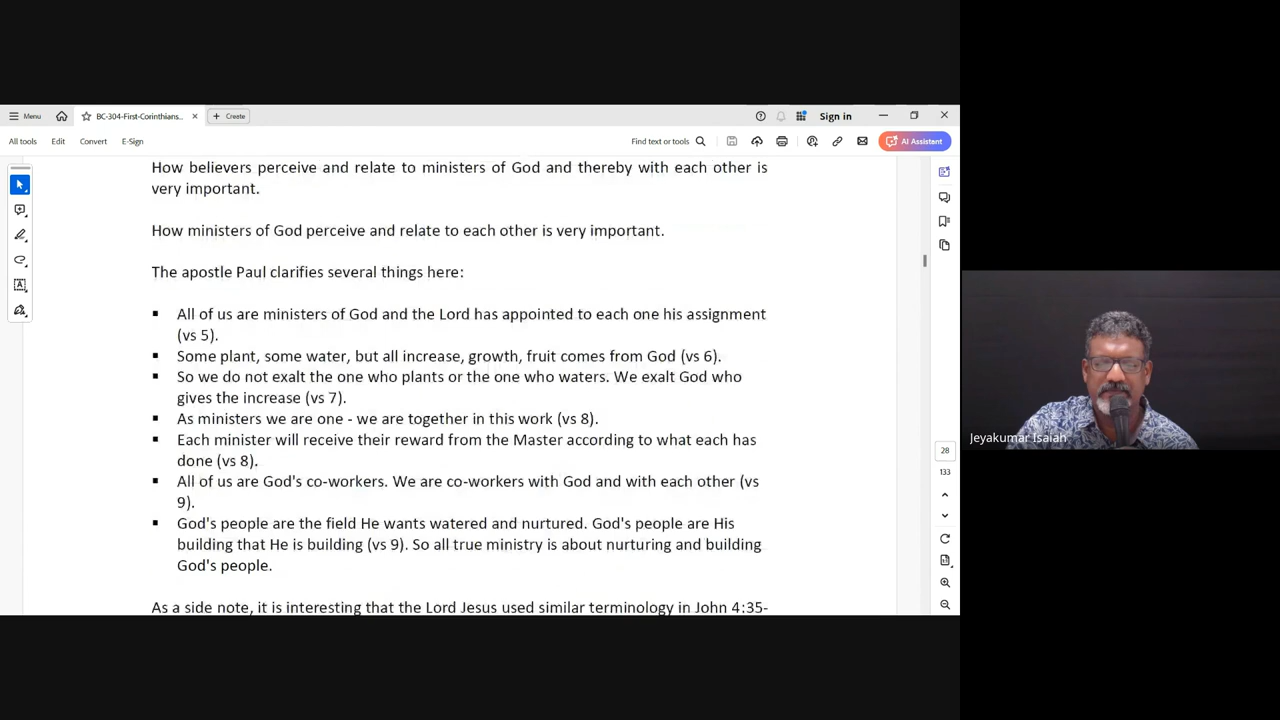 Menu
BC-304-First-Corinthians...
Create
Sign in
All tools
Edit
Convert
E-Sign
Find text or tools
AI Assistant
How believers perceive and relate to ministers of God and thereby with each other is
very important.
How ministers of God perceive and relate to each other is very important.
The apostle Paul clarifies several things here:
▪ All of us are ministers of God and the Lord has appointed to each one his assignment
(vs 5).
▪ Some plant, some water, but all increase, growth, fruit comes from God (vs 6).
▪ So we do not exalt the one who plants or the one who waters. We exalt God who
gives the increase (vs 7).
▪ As ministers we are one - we are together in this work (vs 8).
▪ Each minister will receive their reward from the Master according to what each has
done (vs 8).
▪ All of us are God's co-workers. We are co-workers with God and with each other (vs
9).
▪ God's people are the field He wants watered and nurtured. God's people are His
building that He is building (vs 9). So all true ministry is about nurturing and building
God's people.
As a side note, it is interesting that the Lord Jesus used similar terminology in John 4:35-
28
133
Jeyakumar Isaiah